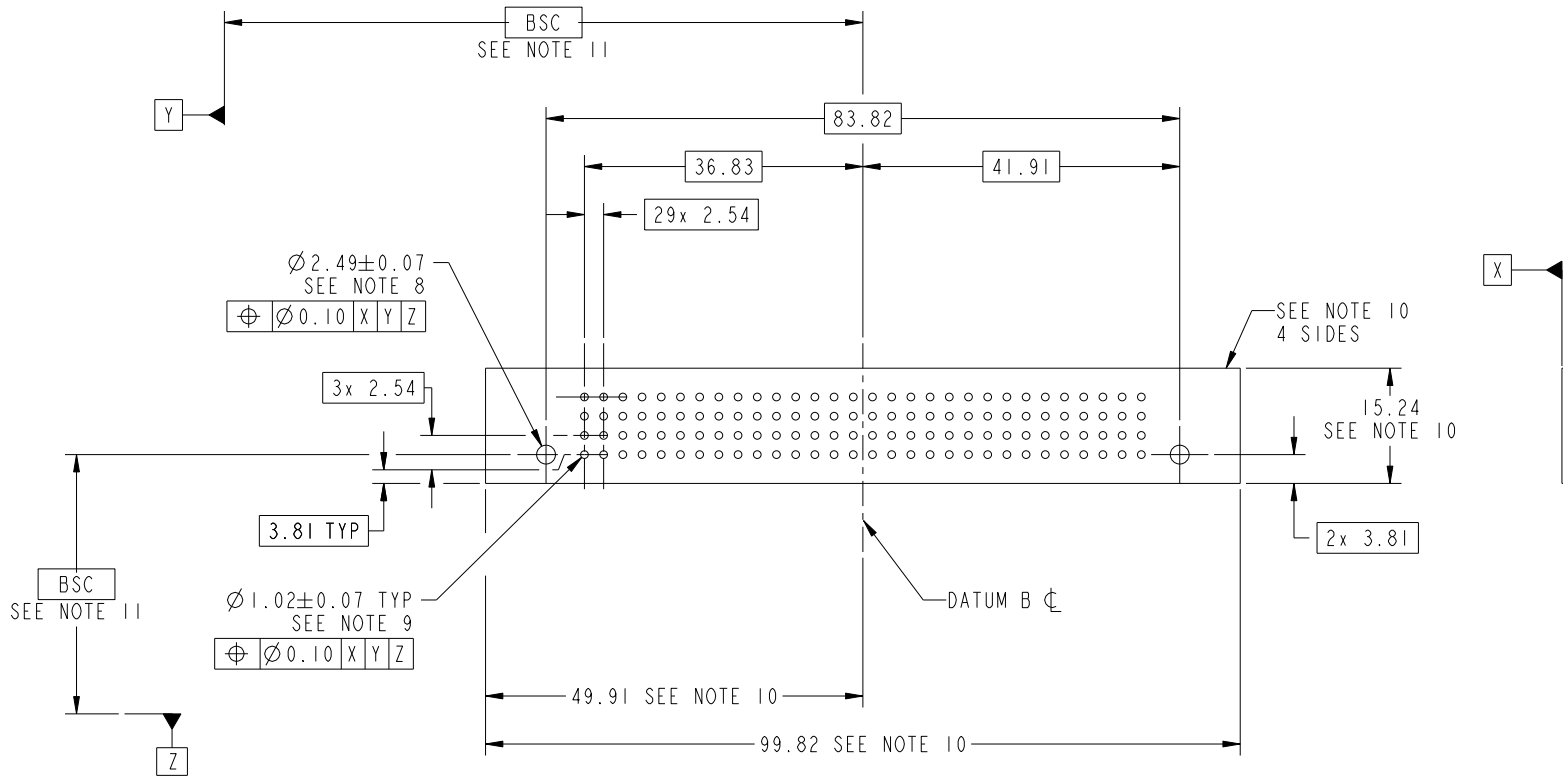 BSC
SEE NOTE 11
Y
83.82
36.83
41.91
29x 2.54
Ø2.49±0.07
SEE NOTE 8
⌖ Ø0.10 X Y Z
X
SEE NOTE 10
4 SIDES
3x 2.54
15.24
SEE NOTE 10
3.81 TYP
2x 3.81
BSC
SEE NOTE 11
Ø1.02±0.07 TYP
SEE NOTE 9
⌖ Ø0.10 X Y Z
DATUM B ℄
49.91 SEE NOTE 10
99.82 SEE NOTE 10
Z